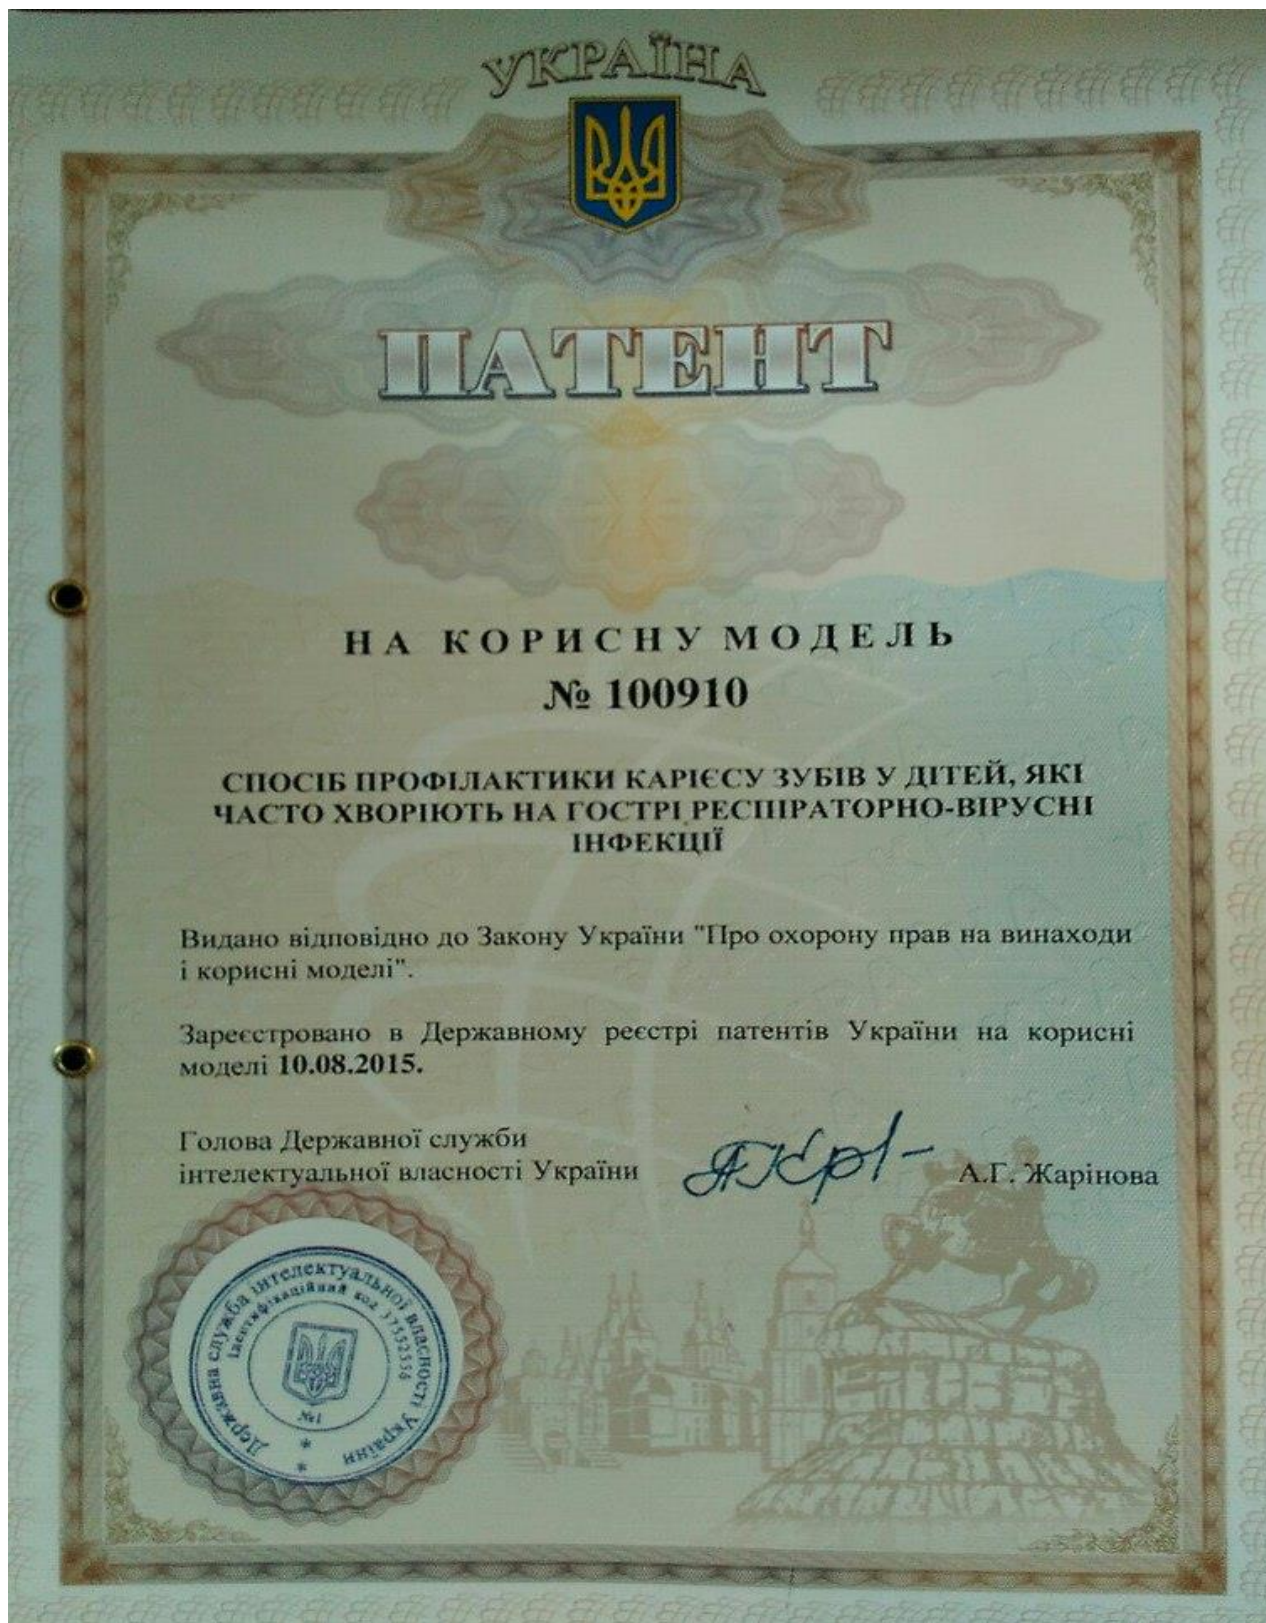 УКРАЇНА
ПАТЕНТ
НА КОРИСНУ МОДЕЛЬ
№ 100910
СПОСІБ ПРОФІЛАКТИКИ КАРІЄСУ ЗУБІВ У ДІТЕЙ, ЯКІ
ЧАСТО ХВОРІЮТЬ НА ГОСТРІ РЕСПІРАТОРНО-ВІРУСНІ
ІНФЕКЦІЇ
Видано відповідно до Закону України "Про охорону прав на винаходи
і корисні моделі".
Зареєстровано в Державному реєстрі патентів України на корисні
моделі 10.08.2015.
Голова Державної служби
інтелектуальної власності України
А.Г. Жарінова
Державна служба інтелектуальної власності України
ідентифікаційний код
№1